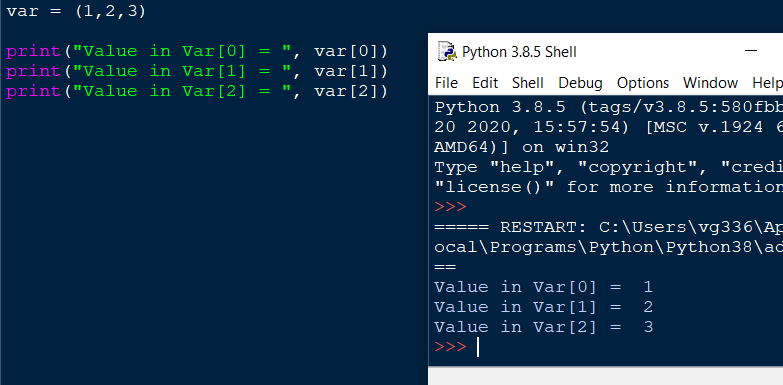 var = (1,2,3)
print("Value in Var[0] = ", var[0])
print("Value in Var[1] = ", var[1])
print("Value in Var[2] = ", var[2])
Python 3.8.5 Shell
File Edit Shell Debug Options Window Help
Python 3.8.5 (tags/v3.8.5:580fbb
20 2020, 15:57:54) [MSC v.1924 6
AMD64)] on win32
Type "help", "copyright", "credi
"license()" for more information
>>>
===== RESTART: C:\Users\vg336\Ap
ocal\Programs\Python\Python38\ad
==
Value in Var[0] =  1
Value in Var[1] =  2
Value in Var[2] =  3
>>>